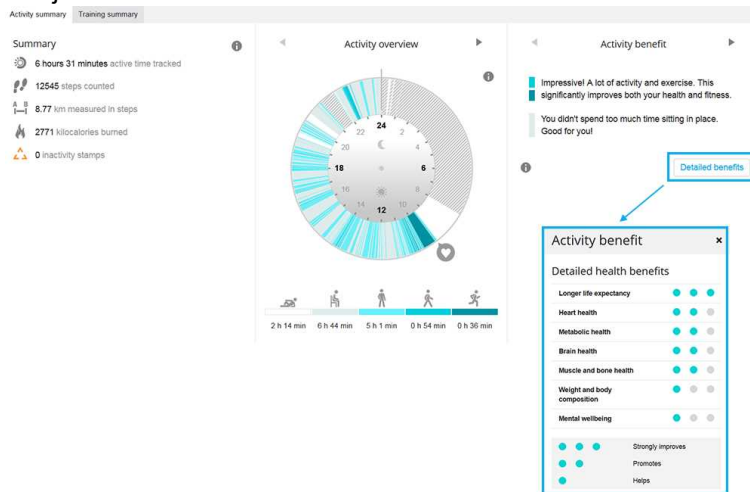 Activity summary
Training summary
Summary
6 hours 31 minutes active time tracked
12545 steps counted
A B
8.77 km measured in steps
2771 kilocalories burned
0 inactivity stamps
Activity overview
24
22 2
20 4
18 6
16 8
14 10
12
2 h 14 min 6 h 44 min 5 h 1 min 0 h 54 min 0 h 36 min
Activity benefit
Impressive! A lot of activity and exercise. This
significantly improves both your health and fitness.
You didn't spend too much time sitting in place.
Good for you!
Detailed benefits
Activity benefit
Detailed health benefits
Longer life expectancy
Heart health
Metabolic health
Brain health
Muscle and bone health
Weight and body
composition
Mental wellbeing
Strongly improves
Promotes
Helps